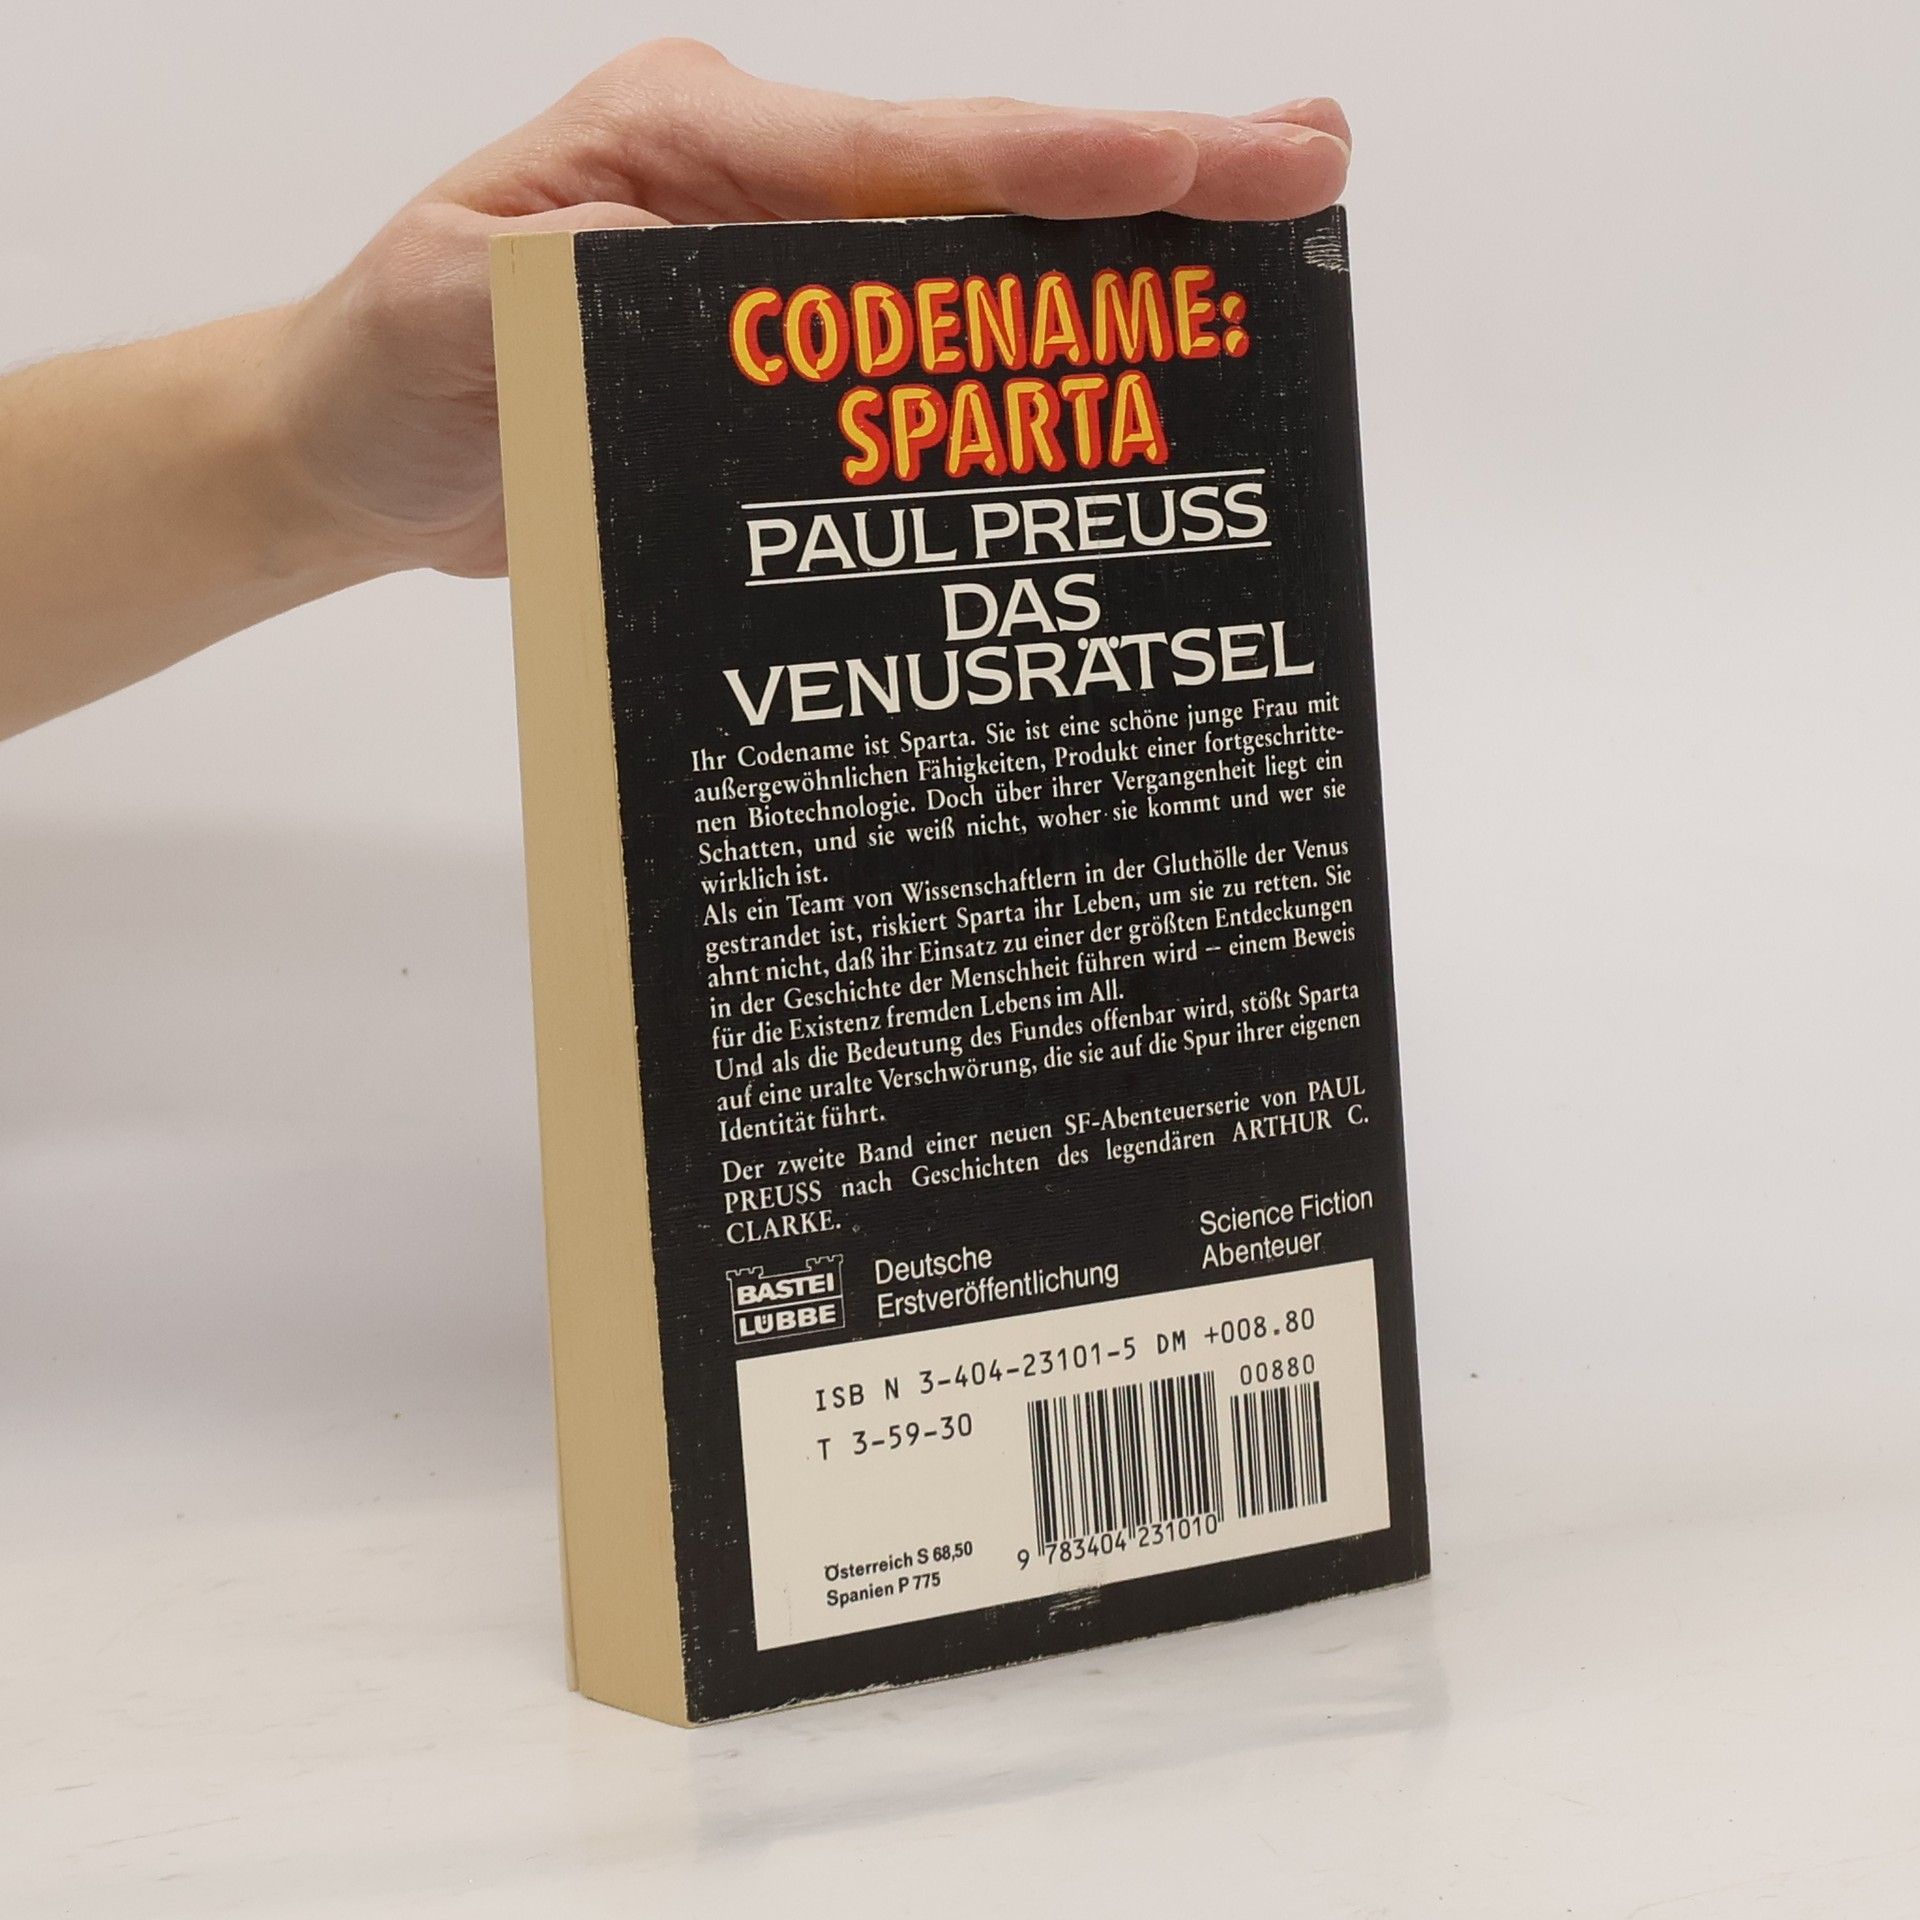 CODENAME:
SPARTA
PAUL PREUSS
DAS
VENUSRÄTSEL
Ihr Codename ist Sparta. Sie ist eine schöne junge Frau mit
außergewöhnlichen Fähigkeiten, Produkt einer fortgeschritte-
nen Biotechnologie. Doch über ihrer Vergangenheit liegt ein
Schatten, und sie weiß nicht, woher sie kommt und wer sie
wirklich ist.
Als ein Team von Wissenschaftlern in der Gluthölle der Venus
gestrandet ist, riskiert Sparta ihr Leben, um sie zu retten. Sie
ahnt nicht, daß ihr Einsatz zu einer der größten Entdeckungen
in der Geschichte der Menschheit führen wird – einem Beweis
für die Existenz fremden Lebens im All.
Und als die Bedeutung des Fundes offenbar wird, stößt Sparta
auf eine uralte Verschwörung, die sie auf die Spur ihrer eigenen
Identität führt.
Der zweite Band einer neuen SF-Abenteuerserie von PAUL
PREUSS nach Geschichten des legendären ARTHUR C.
CLARKE.
BASTEI
LÜBBE
Deutsche
Erstveröffentlichung
Science Fiction
Abenteuer
ISB N 3-404-23101-5 DM +008.80
00880
T 3-59-30
9 783404 231010
Österreich S 68,50
Spanien P 775